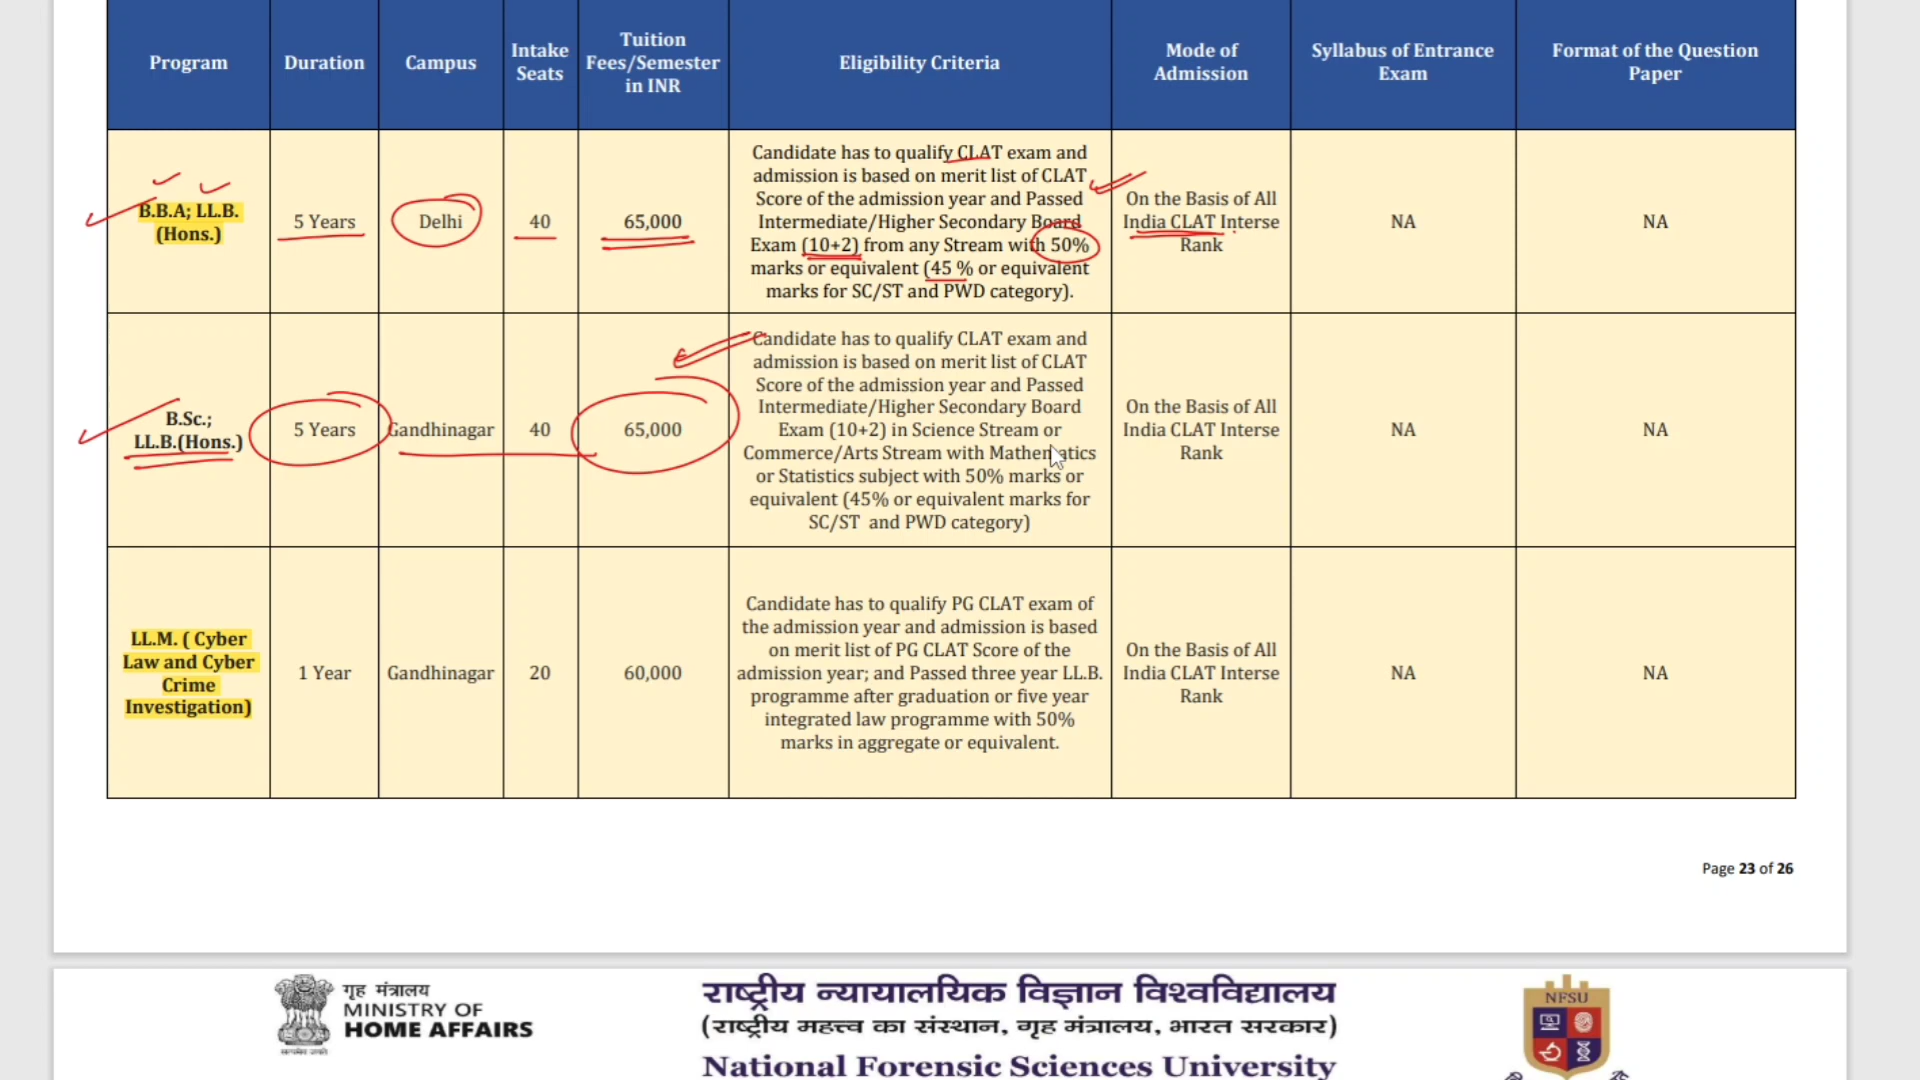 Program
Duration
Campus
Intake
Seats
Tuition
Fees/Semester
in INR
Eligibility Criteria
Mode of
Admission
Syllabus of Entrance
Exam
Format of the Question
Paper
B.B.A; LL.B.
(Hons.)
5 Years
Delhi
40
65,000
Candidate has to qualify CLAT exam and
admission is based on merit list of CLAT
Score of the admission year and Passed
Intermediate/Higher Secondary Board
Exam (10+2) from any Stream with 50%
marks or equivalent (45 % or equivalent
marks for SC/ST and PWD category).
On the Basis of All
India CLAT Interse
Rank
NA
NA
B.Sc.;
LL.B.(Hons.)
5 Years
Gandhinagar
40
65,000
Candidate has to qualify CLAT exam and
admission is based on merit list of CLAT
Score of the admission year and Passed
Intermediate/Higher Secondary Board
Exam (10+2) in Science Stream or
Commerce/Arts Stream with Mathematics
or Statistics subject with 50% marks or
equivalent (45% or equivalent marks for
SC/ST and PWD category)
On the Basis of All
India CLAT Interse
Rank
NA
NA
LL.M. ( Cyber
Law and Cyber
Crime
Investigation)
1 Year
Gandhinagar
20
60,000
Candidate has to qualify PG CLAT exam of
the admission year and admission is based
on merit list of PG CLAT Score of the
admission year; and Passed three year LL.B.
programme after graduation or five year
integrated law programme with 50%
marks in aggregate or equivalent.
On the Basis of All
India CLAT Interse
Rank
NA
NA
Page 23 of 26
गृह मंत्रालय
MINISTRY OF
HOME AFFAIRS
सत्यमेव जयते
राष्ट्रीय न्यायालयिक विज्ञान विश्वविद्यालय
(राष्ट्रीय महत्त्व का संस्थान, गृह मंत्रालय, भारत सरकार)
National Forensic Sciences University
NFSU